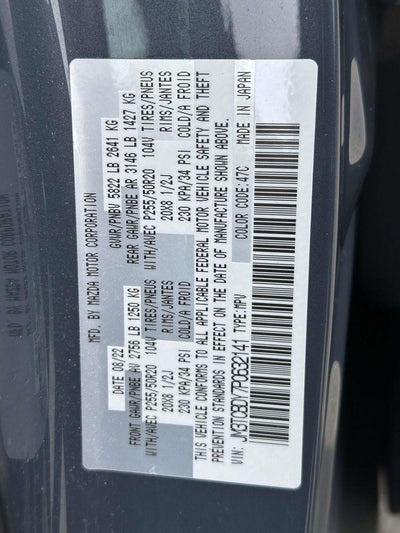 MFD. BY MAZDA MOTOR CORPORATION
DATE 08/22 GVWR/PNBV 5822 LB 2641 KG
FRONT GAWR/PNBE AV 2756 LB 1250 KG REAR GAWR/PNBE AR 3146 LB 1427 KG
WITH/AVEC P255/50R20 104V TIRES/PNEUS WITH/AVEC P255/50R20 104V TIRES/PNEUS
20X8 1/2J RIMS/JANTES 20X8 1/2J RIMS/JANTES
230 KPA/34 PSI COLD/A FROID 230 KPA/34 PSI COLD/A FROID
THIS VEHICLE CONFORMS TO ALL APPLICABLE FEDERAL MOTOR VEHICLE SAFETY AND THEFT
PREVENTION STANDARDS IN EFFECT ON THE DATE OF MANUFACTURE SHOWN ABOVE.
JM3TCBDY7P0632141 TYPE:MPV COLOR CODE:47C MADE IN JAPAN